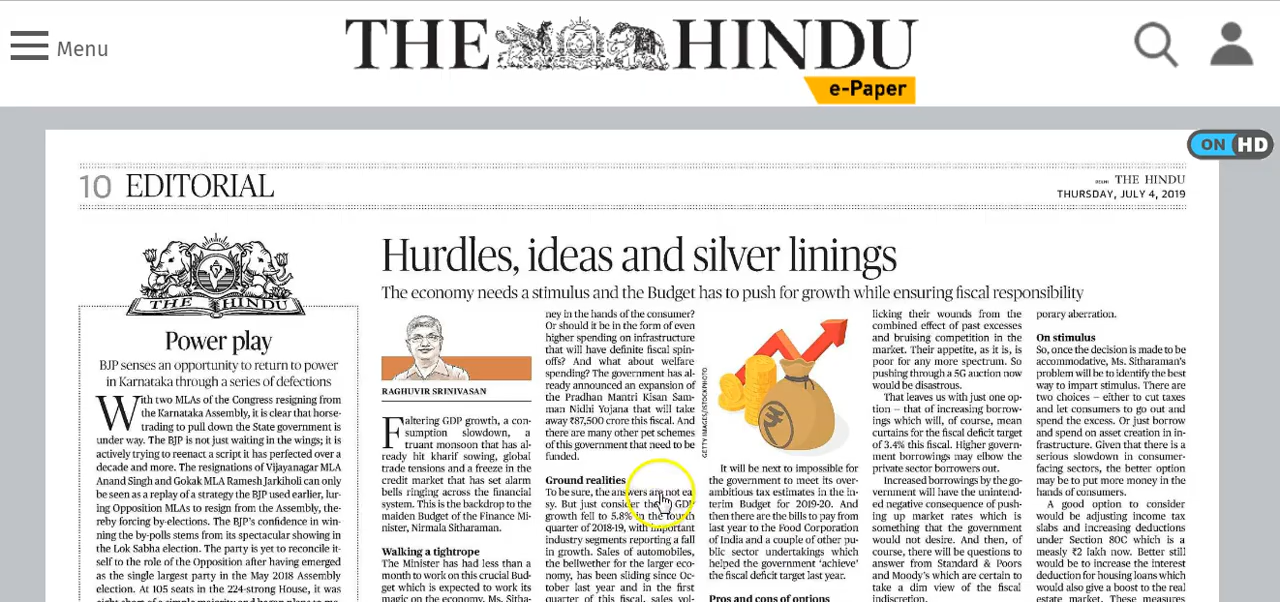 Menu
THE HINDU
e-Paper
ON HD
10 EDITORIAL
DELHI THE HINDU
THURSDAY, JULY 4, 2019
THE HINDU
Power play
BJP senses an opportunity to return to power
in Karnataka through a series of defections
With two MLAs of the Congress resigning from
the Karnataka Assembly, it is clear that horse-
trading to pull down the State government is
under way. The BJP is not just waiting in the wings; it is
actively trying to reenact a script it has perfected over a
decade and more. The resignations of Vijayanagar MLA
Anand Singh and Gokak MLA Ramesh Jarkiholi can only
be seen as a replay of a strategy the BJP used earlier, lur-
ing Opposition MLAs to resign from the Assembly, the-
reby forcing by-elections. The BJP's confidence in win-
ning the by-polls stems from its spectacular showing in
the Lok Sabha election. The party is yet to reconcile it-
self to the role of the Opposition after having emerged
as the single largest party in the May 2018 Assembly
election. At 105 seats in the 224-strong House, it was
Hurdles, ideas and silver linings
The economy needs a stimulus and the Budget has to push for growth while ensuring fiscal responsibility
RAGHUVIR SRINIVASAN
Faltering GDP growth, a con-
sumption slowdown, a
truant monsoon that has al-
ready hit kharif sowing, global
trade tensions and a freeze in the
credit market that has set alarm
bells ringing across the financial
system. This is the backdrop to the
maiden Budget of the Finance Mi-
nister, Nirmala Sitharaman.
Walking a tightrope
The Minister has had less than a
month to work on this crucial Bud-
get which is expected to work its
magic on the economy. Ms. Sitha-
ney in the hands of the consumer?
Or should it be in the form of even
higher spending on infrastructure
that will have definite fiscal spin-
offs? And what about welfare
spending? The government has al-
ready announced an expansion of
the Pradhan Mantri Kisan Sam-
man Nidhi Yojana that will take
away ₹87,500 crore this fiscal. And
there are many other pet schemes
of this government that need to be
funded.
Ground realities
To be sure, the answers are not ea-
sy. But just consider these: GDP
growth fell to 5.8% in the fourth
quarter of 2018-19, with important
industry segments reporting a fall
in growth. Sales of automobiles,
the bellwether for the larger eco-
nomy, has been sliding since Oc-
tober last year and in the first
quarter of this fiscal, sales vol-
GETTY IMAGES/ISTOCKPHOTO
It will be next to impossible for
the government to meet its over-
ambitious tax estimates in the in-
terim Budget for 2019-20. And
then there are the bills to pay from
last year to the Food Corporation
of India and a couple of other pu-
blic sector undertakings which
helped the government 'achieve'
the fiscal deficit target last year.
Pros and cons of options
licking their wounds from the
combined effect of past excesses
and bruising competition in the
market. Their appetite, as it is, is
poor for any more spectrum. So
pushing through a 5G auction now
would be disastrous.
That leaves us with just one op-
tion – that of increasing borrow-
ings which will, of course, mean
curtains for the fiscal deficit target
of 3.4% this fiscal. Higher govern-
ment borrowings may elbow the
private sector borrowers out.
Increased borrowings by the go-
vernment will have the unintend-
ed negative consequence of push-
ing up market rates which is
something that the government
would not desire. And then, of
course, there will be questions to
answer from Standard & Poors
and Moody's which are certain to
take a dim view of the fiscal
indiscretion.
porary aberration.
On stimulus
So, once the decision is made to be
accommodative, Ms. Sitharaman's
problem will be to identify the best
way to impart stimulus. There are
two choices – either to cut taxes
and let consumers to go out and
spend the excess. Or just borrow
and spend on asset creation in in-
frastructure. Given that there is a
serious slowdown in consumer-
facing sectors, the better option
may be to put more money in the
hands of consumers.
A good option to consider
would be adjusting income tax
slabs and increasing deductions
under Section 80C which is a
measly ₹2 lakh now. Better still
would be to increase the interest
deduction for housing loans which
would also give a boost to the real
estate market. These measures